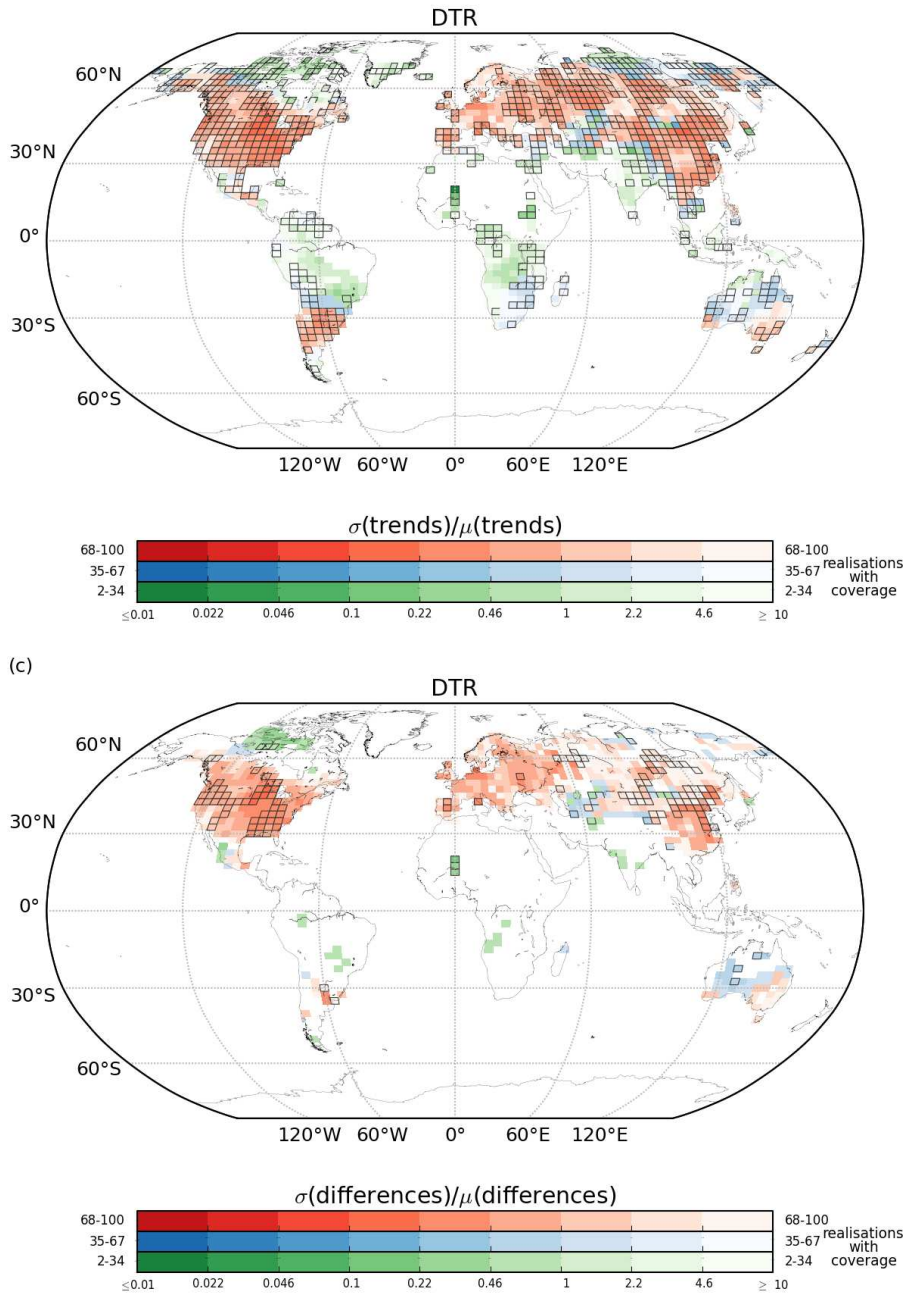 DTR
60°N
30°N
0°
30°S
60°S
120°W 60°W 0° 60°E 120°E
σ(trends)/μ(trends)
68-100 68-100
35-67 35-67 realisations
with
2-34 2-34 coverage
≤0.01 0.022 0.046 0.1 0.22 0.46 1 2.2 4.6 ≥ 10
(c)
DTR
60°N
30°N
0°
30°S
60°S
120°W 60°W 0° 60°E 120°E
σ(differences)/μ(differences)
68-100 68-100
35-67 35-67 realisations
with
2-34 2-34 coverage
≤0.01 0.022 0.046 0.1 0.22 0.46 1 2.2 4.6 ≥ 10